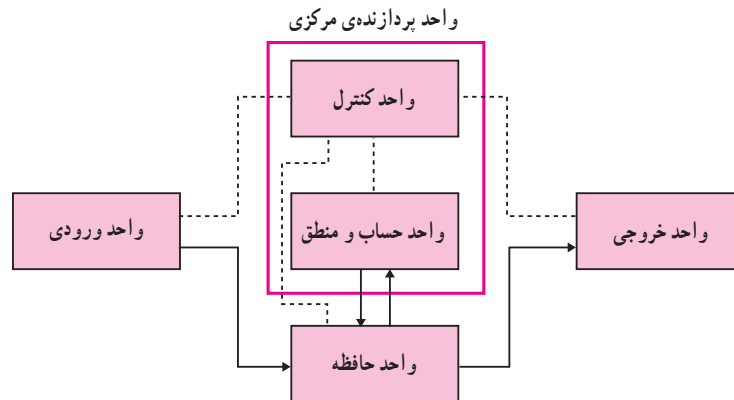 واحد پردازنده‌ی مرکزی
واحد کنترل
واحد ورودی
واحد حساب و منطق
واحد خروجی
واحد حافظه